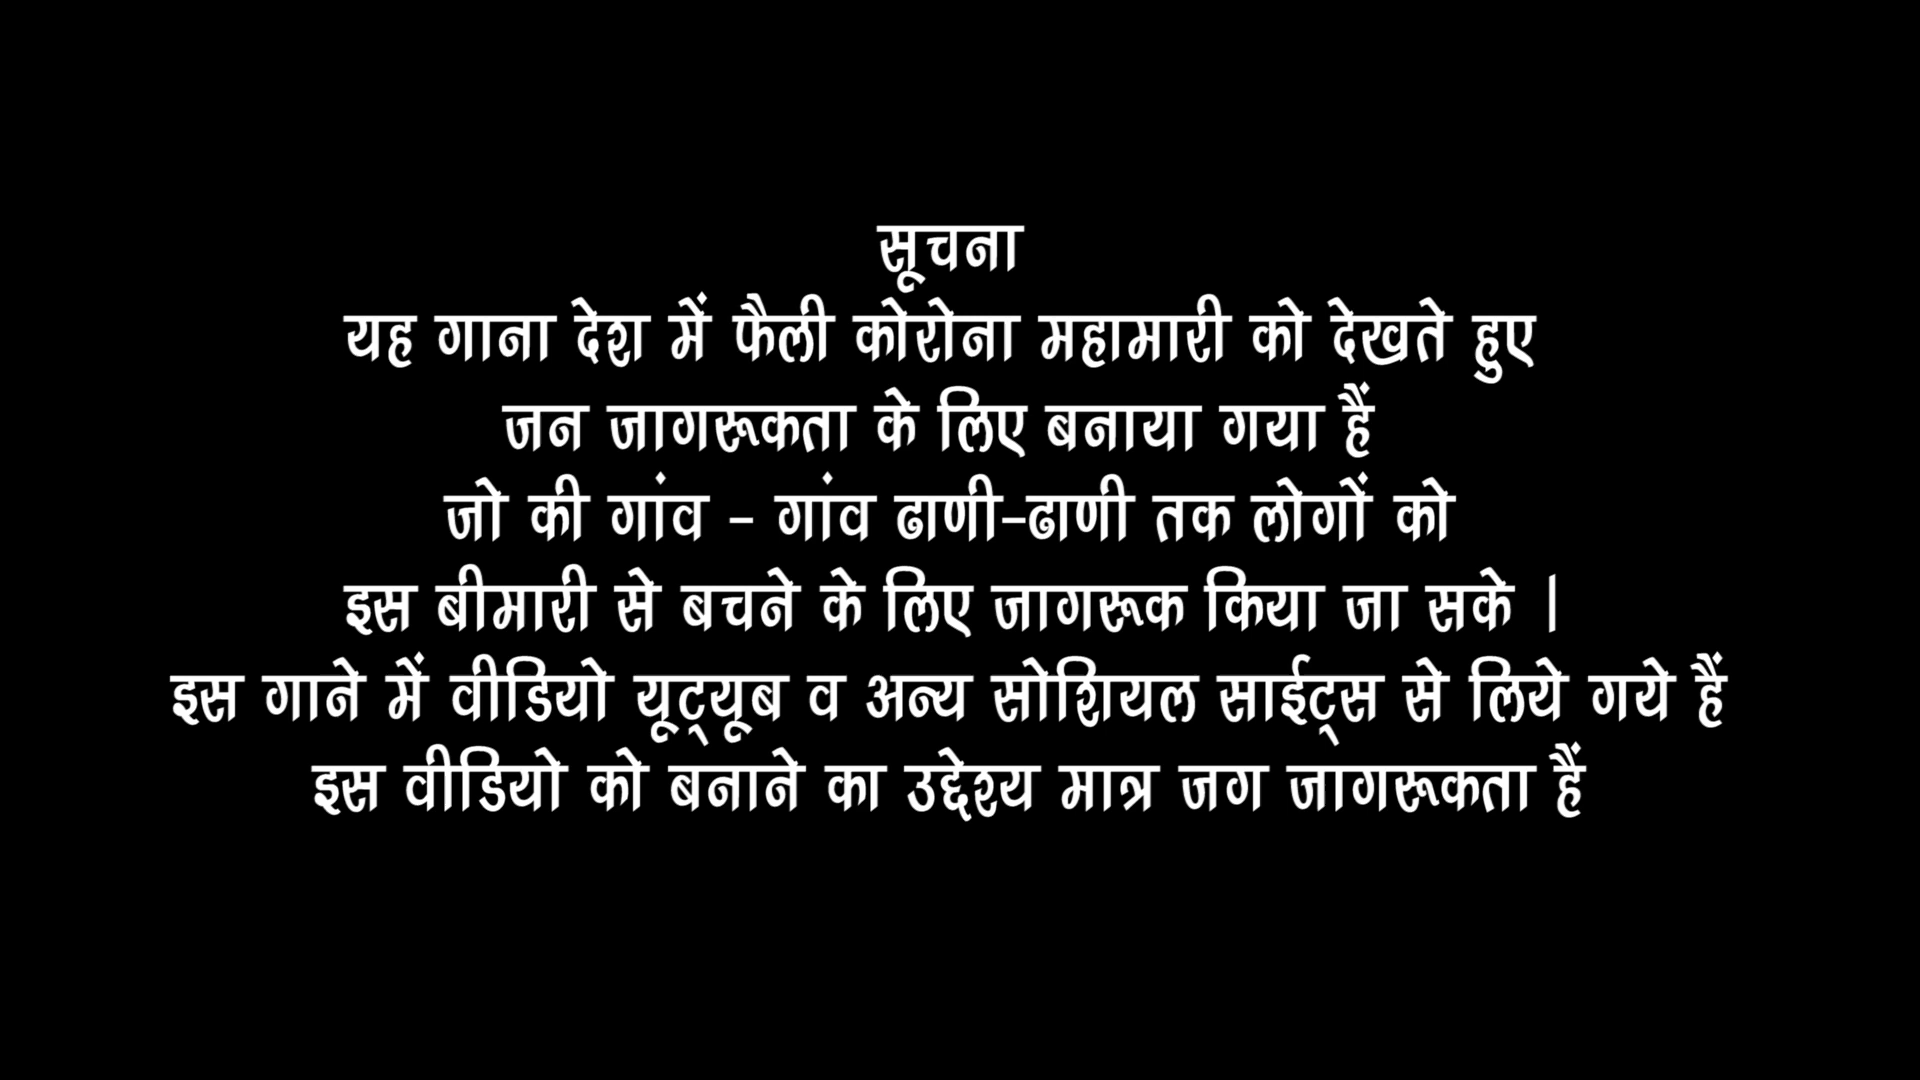 सूचना
यह गाना देश में फैली कोरोना महामारी को देखते हुए
जन जागरूकता के लिए बनाया गया हैं
जो की गांव - गांव ढाणी-ढाणी तक लोगों को
इस बीमारी से बचने के लिए जागरूक किया जा सके |
इस गाने में वीडियो यूट्यूब व अन्य सोशियल साईट्स से लिये गये हैं
इस वीडियो को बनाने का उद्देश्य मात्र जग जागरूकता हैं